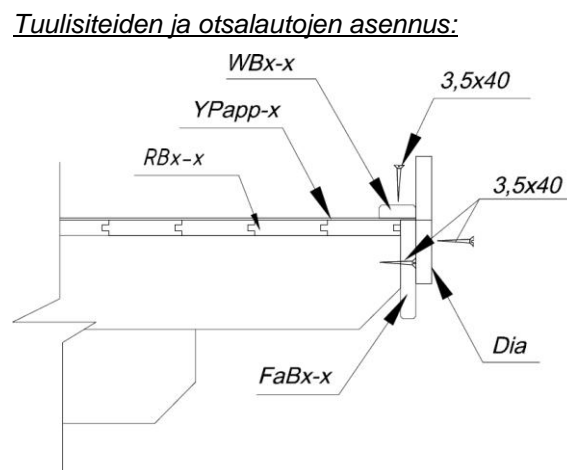 Tuulisiteiden ja otsalautojen asennus:
WBx-x
3,5x40
YPapp-x
RBx-x
3,5x40
Dia
FaBx-x